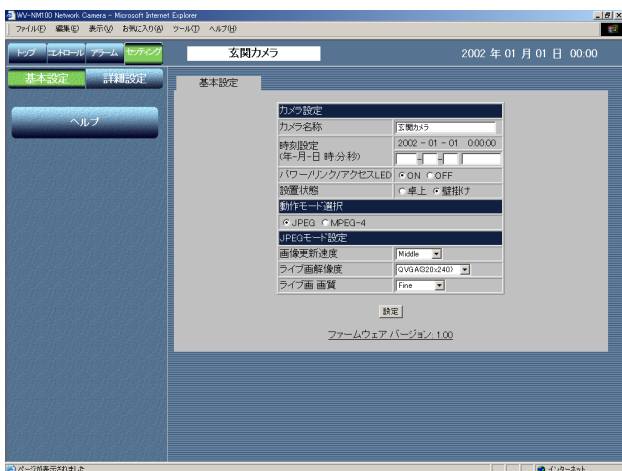 WV-NM100 Network Camera - Microsoft Internet Explorer
ファイル(F) 編集(E) 表示(V) お気に入り(A) ツール(T) ヘルプ(H)
トップ コントロール アラーム セッティング 玄関カメラ 2002 年 01 月 01 日 00:00
基本設定 詳細設定
基本設定
ヘルプ
カメラ設定
カメラ名称 玄関カメラ
時刻設定 2002 - 01 - 01 0:00:00
(年-月-日 時:分:秒) - -
パワー/リンク/アクセスLED ON OFF
設置状態 卓上 壁掛け
動作モード選択
JPEG MPEG-4
JPEGモード設定
画像更新速度 Middle
ライブ画解像度 QVGA(320x240)
ライブ画 画質 Fine
設定
ファームウェア バージョン: 1.00
ページが表示されました インターネット